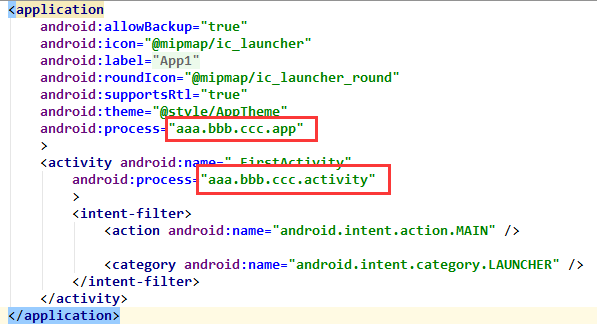 <application
android:allowBackup="true"
android:icon="@mipmap/ic_launcher"
android:label="App1"
android:roundIcon="@mipmap/ic_launcher_round"
android:supportsRtl="true"
android:theme="@style/AppTheme"
android:process="aaa.bbb.ccc.app"
>
<activity android:name=".FirstActivity"
android:process="aaa.bbb.ccc.activity"
>
<intent-filter>
<action android:name="android.intent.action.MAIN" />
<category android:name="android.intent.category.LAUNCHER" />
</intent-filter>
</activity>
</application>